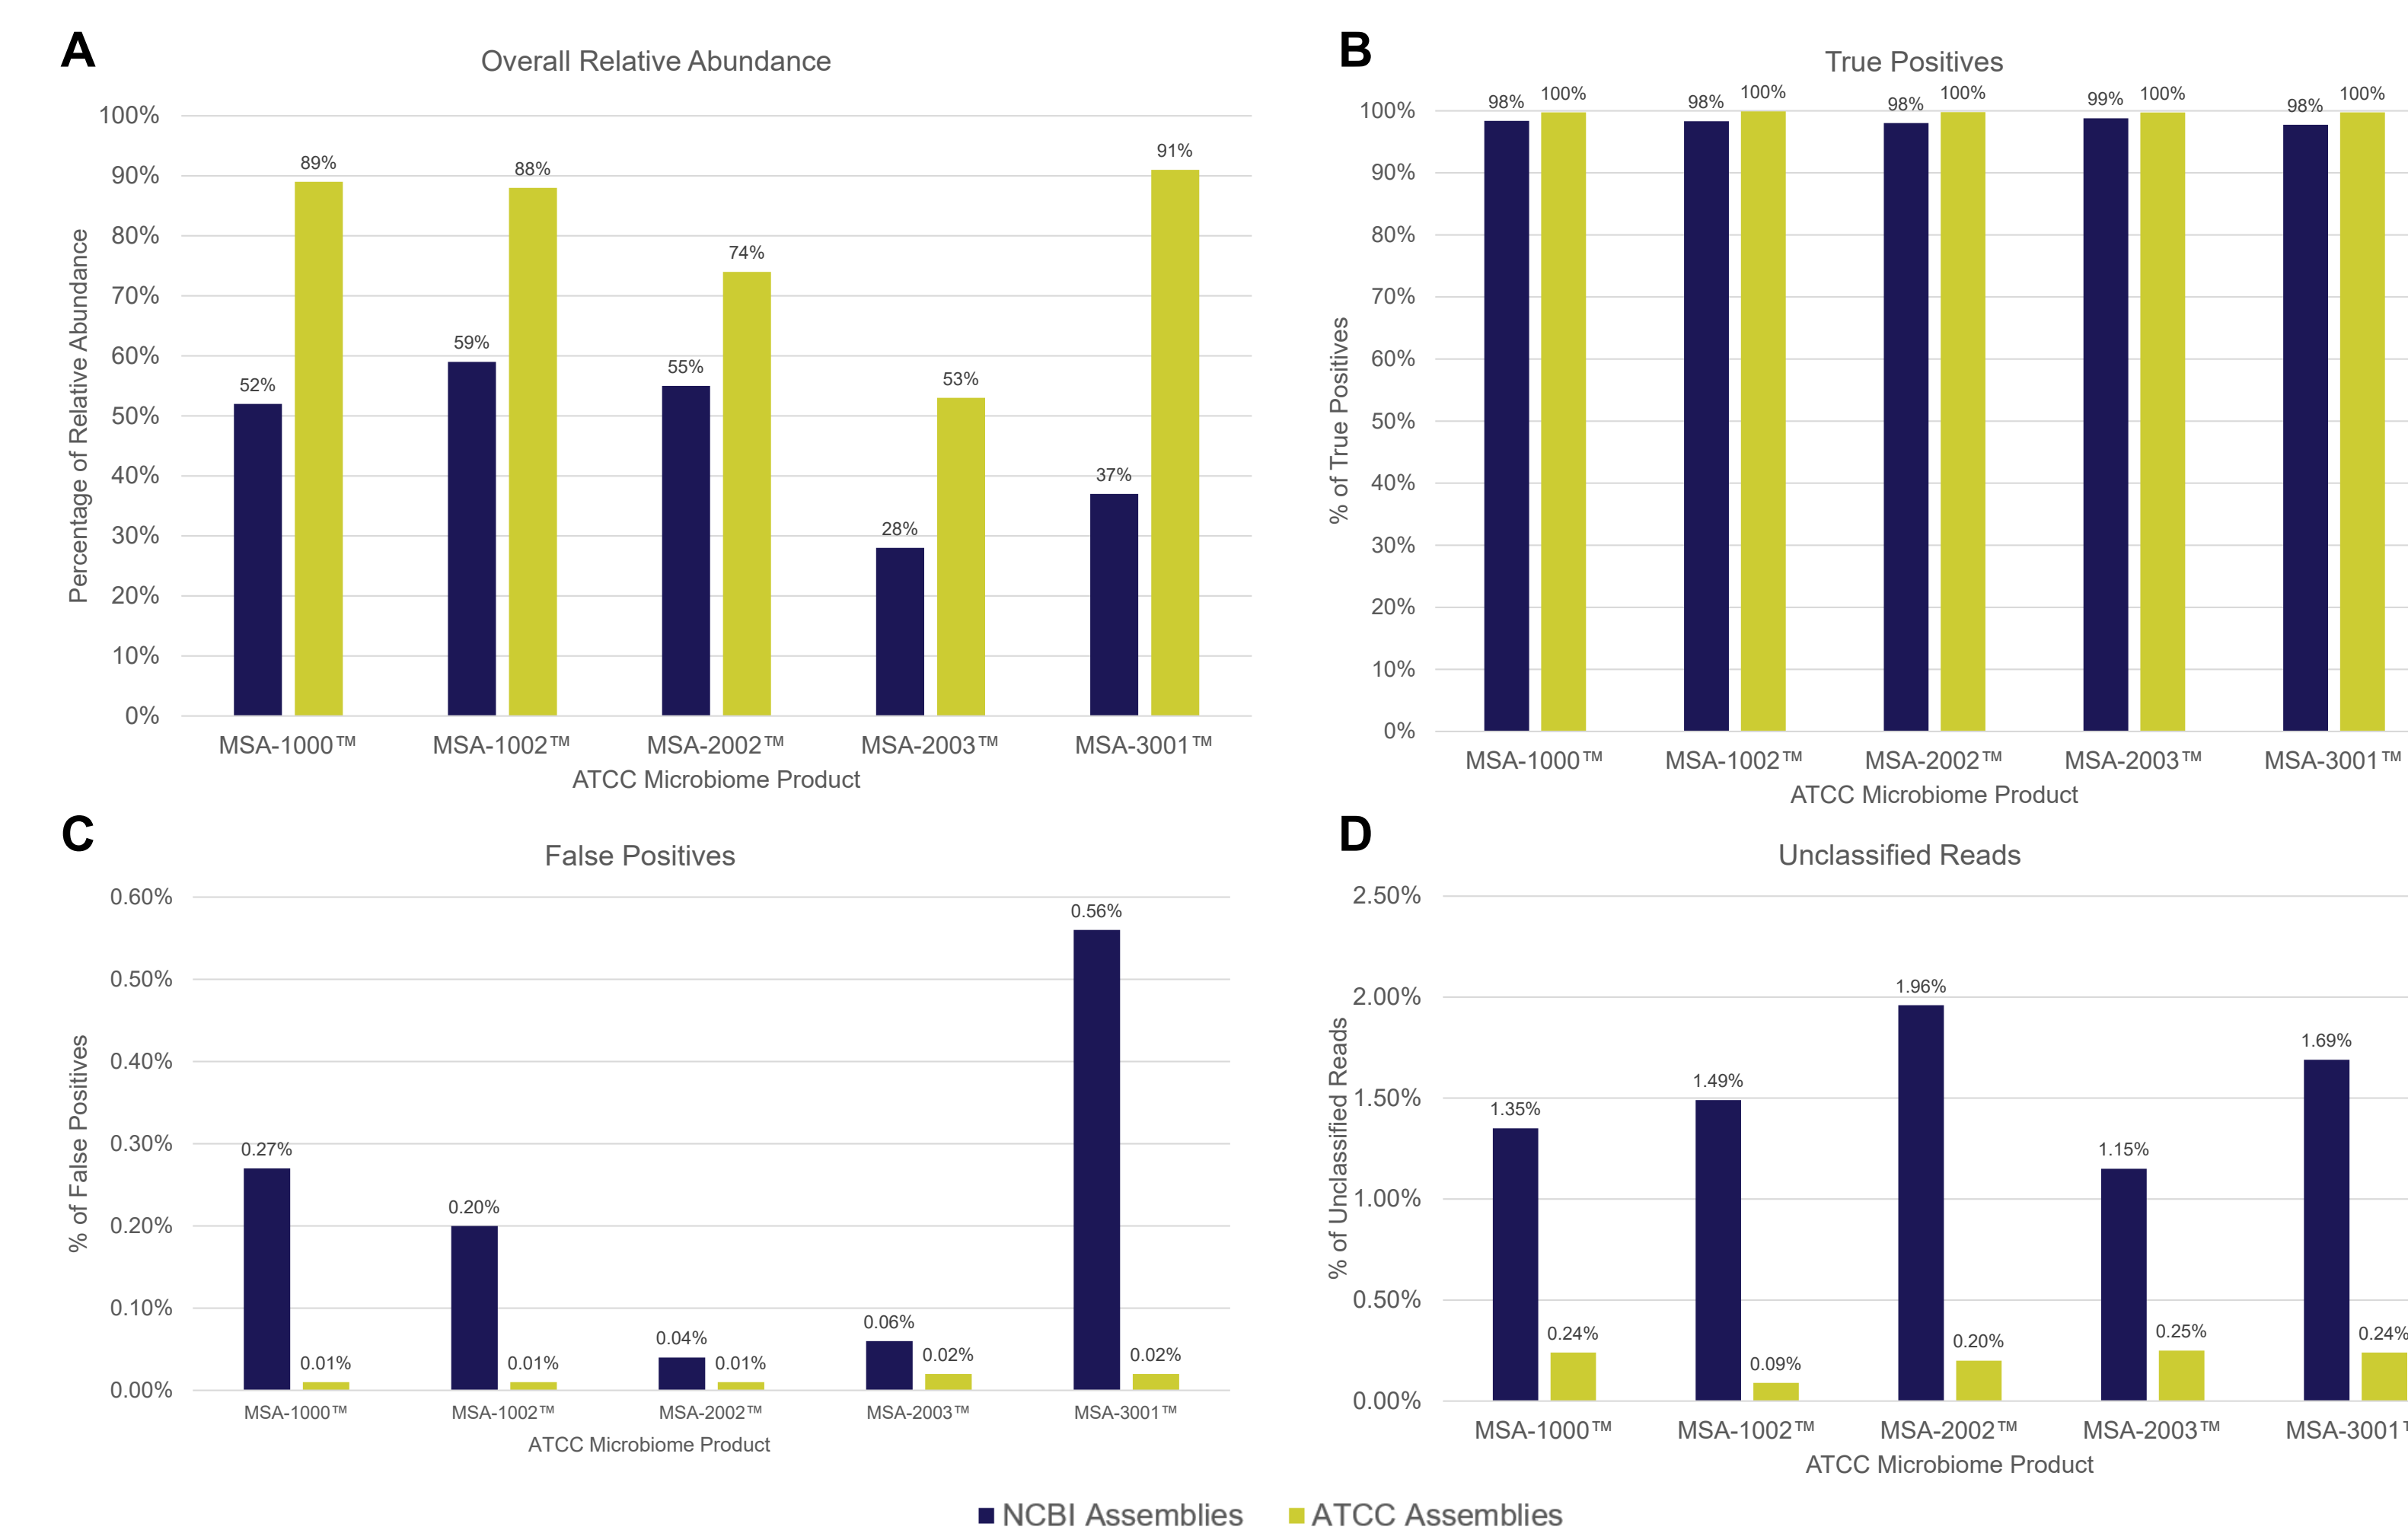 A
Overall Relative Abundance
Percentage of Relative Abundance
100%
90%
80%
70%
60%
50%
40%
30%
20%
10%
0%
52%
89%
59%
88%
55%
74%
28%
53%
37%
91%
MSA-1000™
MSA-1002™
MSA-2002™
MSA-2003™
MSA-3001™
ATCC Microbiome Product
B
True Positives
% of True Positives
100%
90%
80%
70%
60%
50%
40%
30%
20%
10%
0%
98%
100%
98%
100%
98%
100%
99%
100%
98%
100%
MSA-1000™
MSA-1002™
MSA-2002™
MSA-2003™
MSA-3001™
ATCC Microbiome Product
C
False Positives
% of False Positives
0.60%
0.50%
0.40%
0.30%
0.20%
0.10%
0.00%
0.27%
0.01%
0.20%
0.01%
0.04%
0.01%
0.06%
0.02%
0.56%
0.02%
MSA-1000™
MSA-1002™
MSA-2002™
MSA-2003™
MSA-3001™
ATCC Microbiome Product
D
Unclassified Reads
% of Unclassified Reads
2.50%
2.00%
1.50%
1.00%
0.50%
0.00%
1.35%
0.24%
1.49%
0.09%
1.96%
0.20%
1.15%
0.25%
1.69%
0.24%
MSA-1000™
MSA-1002™
MSA-2002™
MSA-2003™
MSA-3001™
ATCC Microbiome Product
NCBI Assemblies
ATCC Assemblies